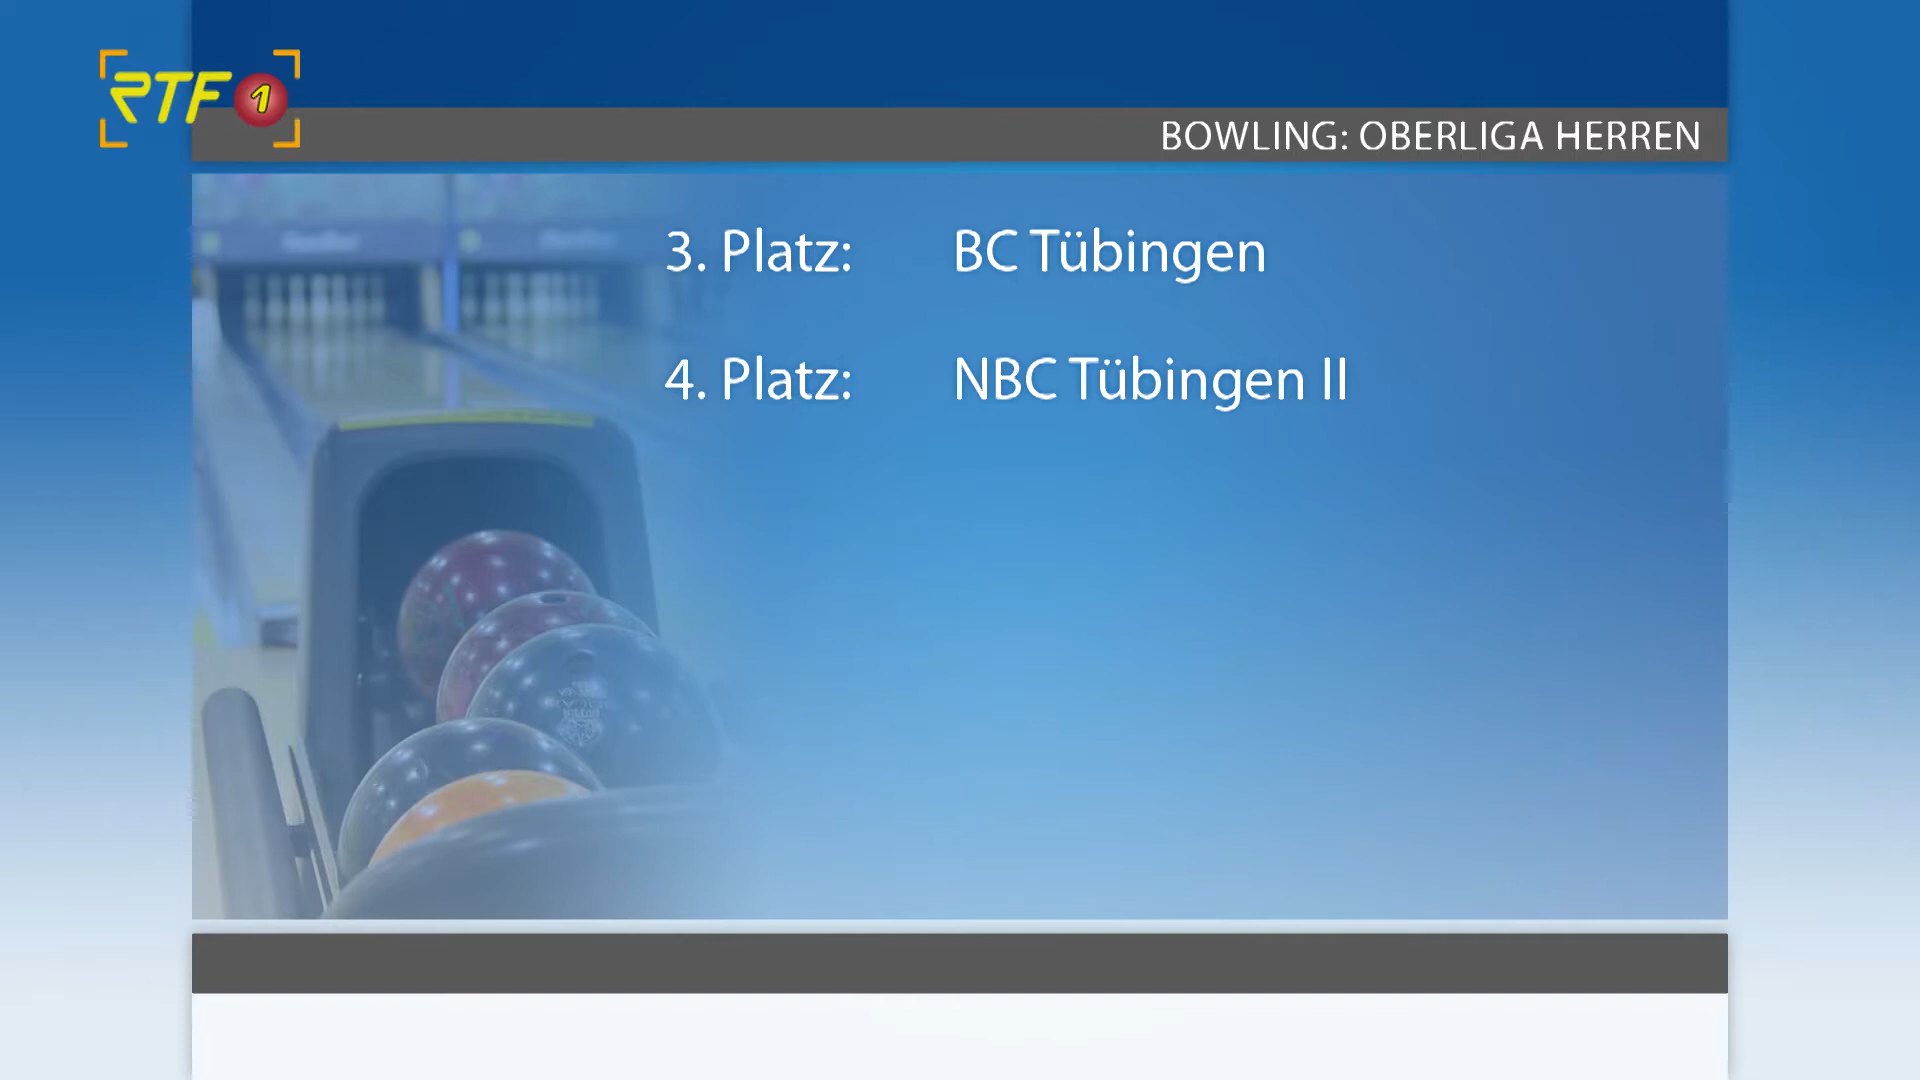 RTF 1
BOWLING: OBERLIGA HERREN
3. Platz: BC Tübingen
4. Platz: NBC Tübingen II